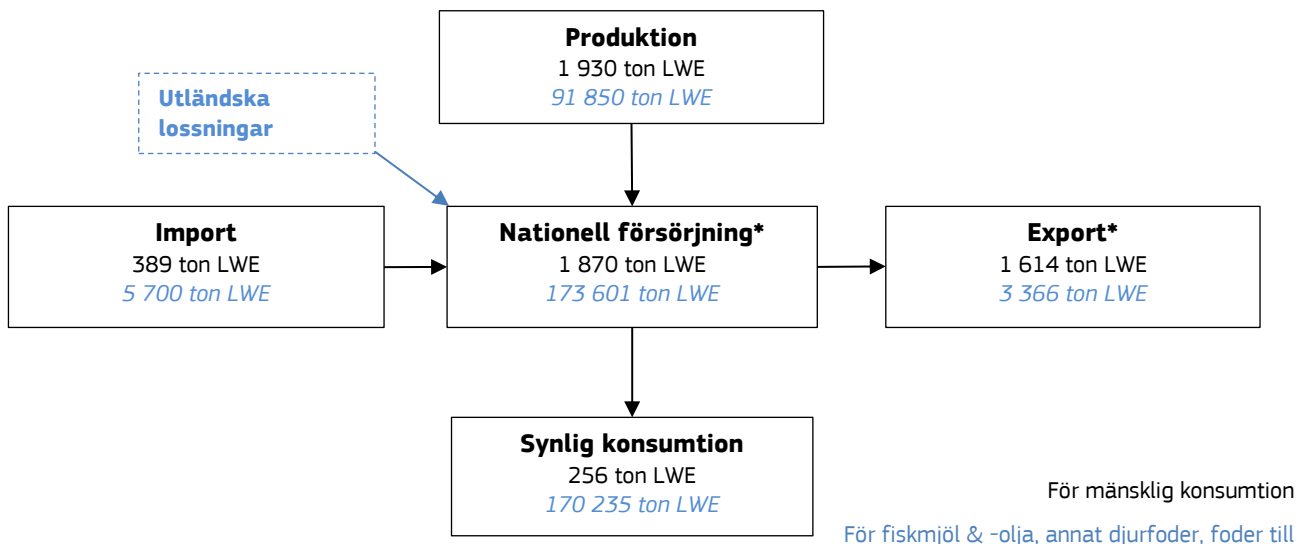 Produktion
1 930 ton LWE
91 850 ton LWE
Utländska
lossningar
Import
389 ton LWE
5 700 ton LWE
Nationell försörjning*
1 870 ton LWE
173 601 ton LWE
Export*
1 614 ton LWE
3 366 ton LWE
Synlig konsumtion
256 ton LWE
170 235 ton LWE
För mänsklig konsumtion
För fiskmjöl & -olja, annat djurfoder, foder till